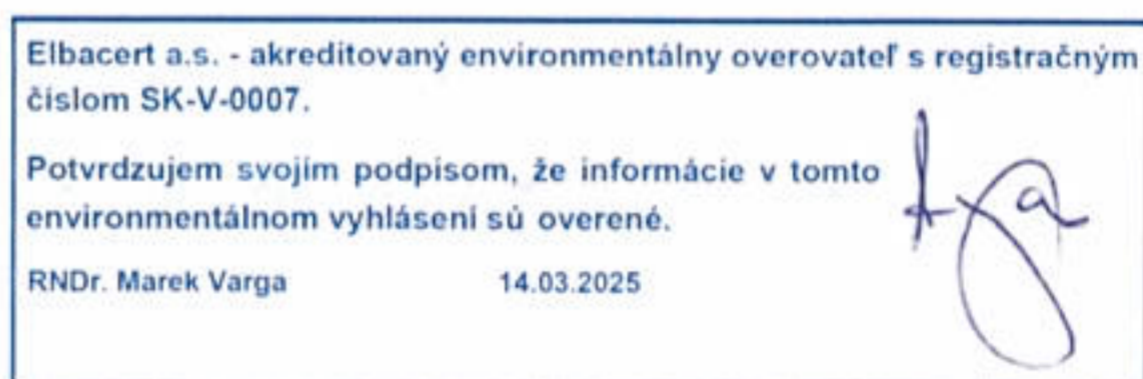 Elbacert a.s. - akreditovaný environmentálny overovateľ s registračným
číslom SK-V-0007.
Potvrdzujem svojím podpisom, že informácie v tomto
environmentálnom vyhlásení sú overené.
RNDr. Marek Varga 14.03.2025